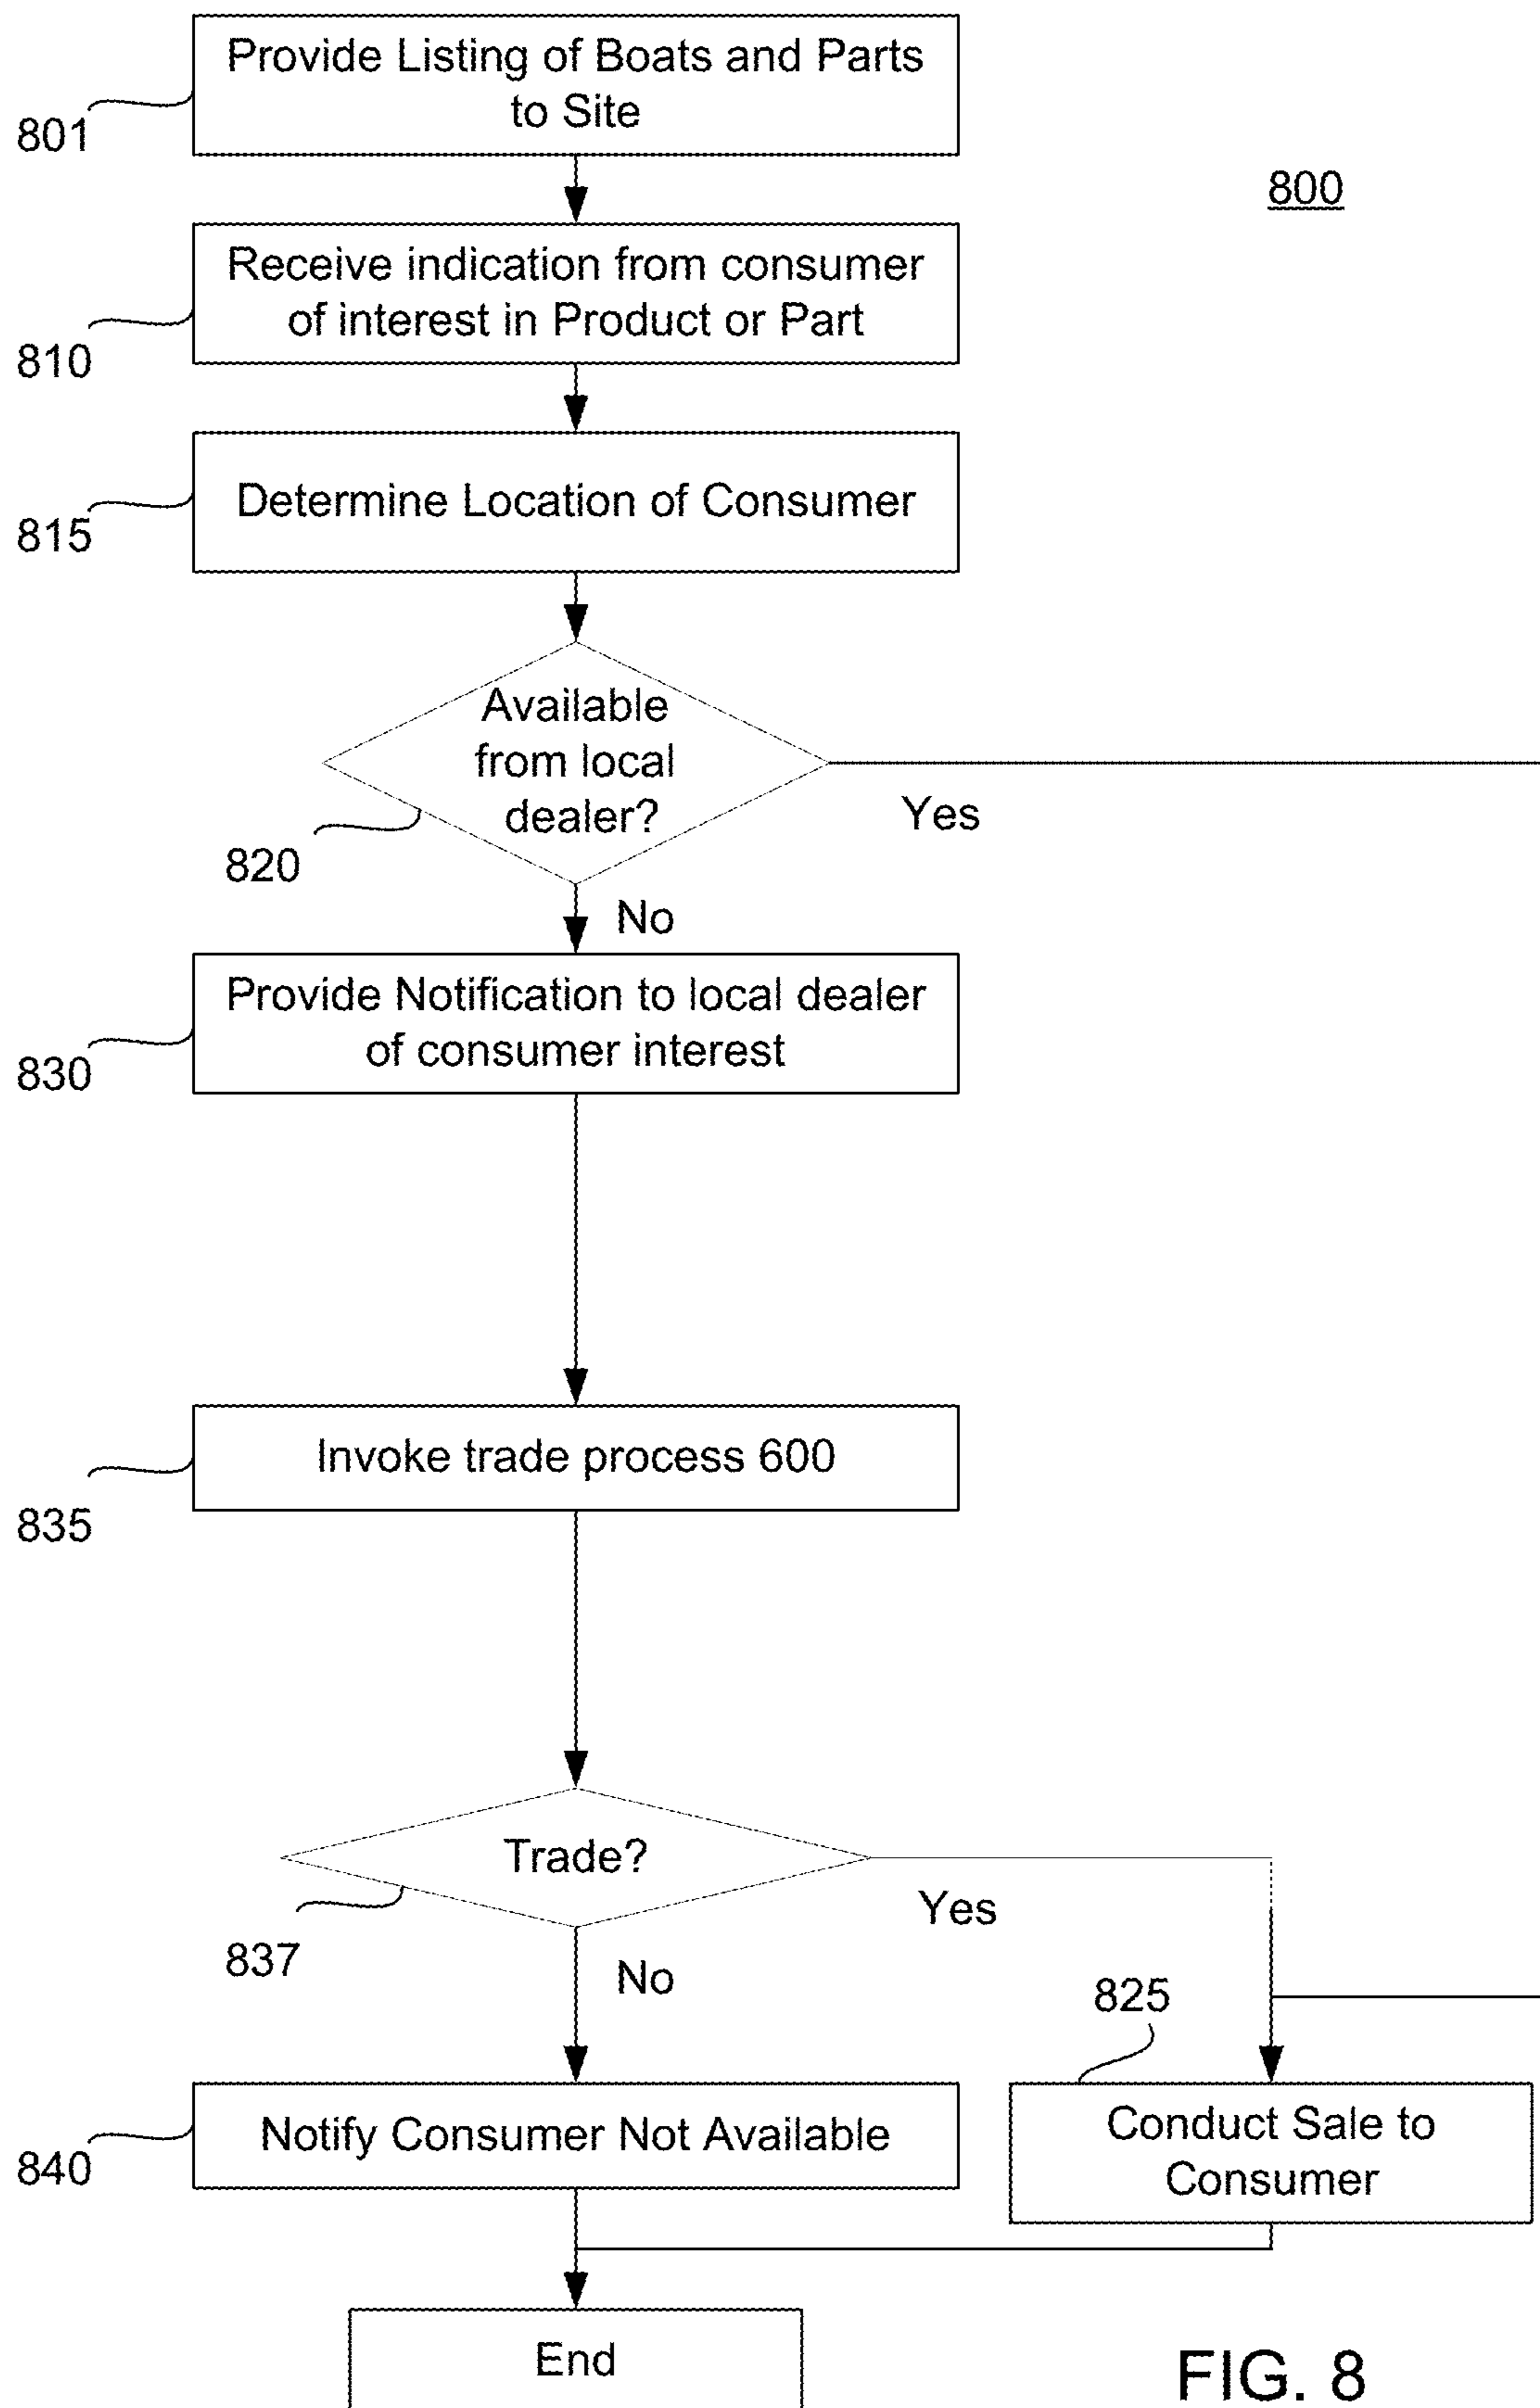 Provide Listing of Boats and Parts
to Site
801
800
Receive indication from consumer
of interest in Product or Part
810
Determine Location of Consumer
815
Available
from local
dealer?
820
Yes
No
Provide Notification to local dealer
of consumer interest
830
Invoke trade process 600
835
Trade?
837
Yes
No
825
Notify Consumer Not Available
840
Conduct Sale to
Consumer
End
FIG. 8